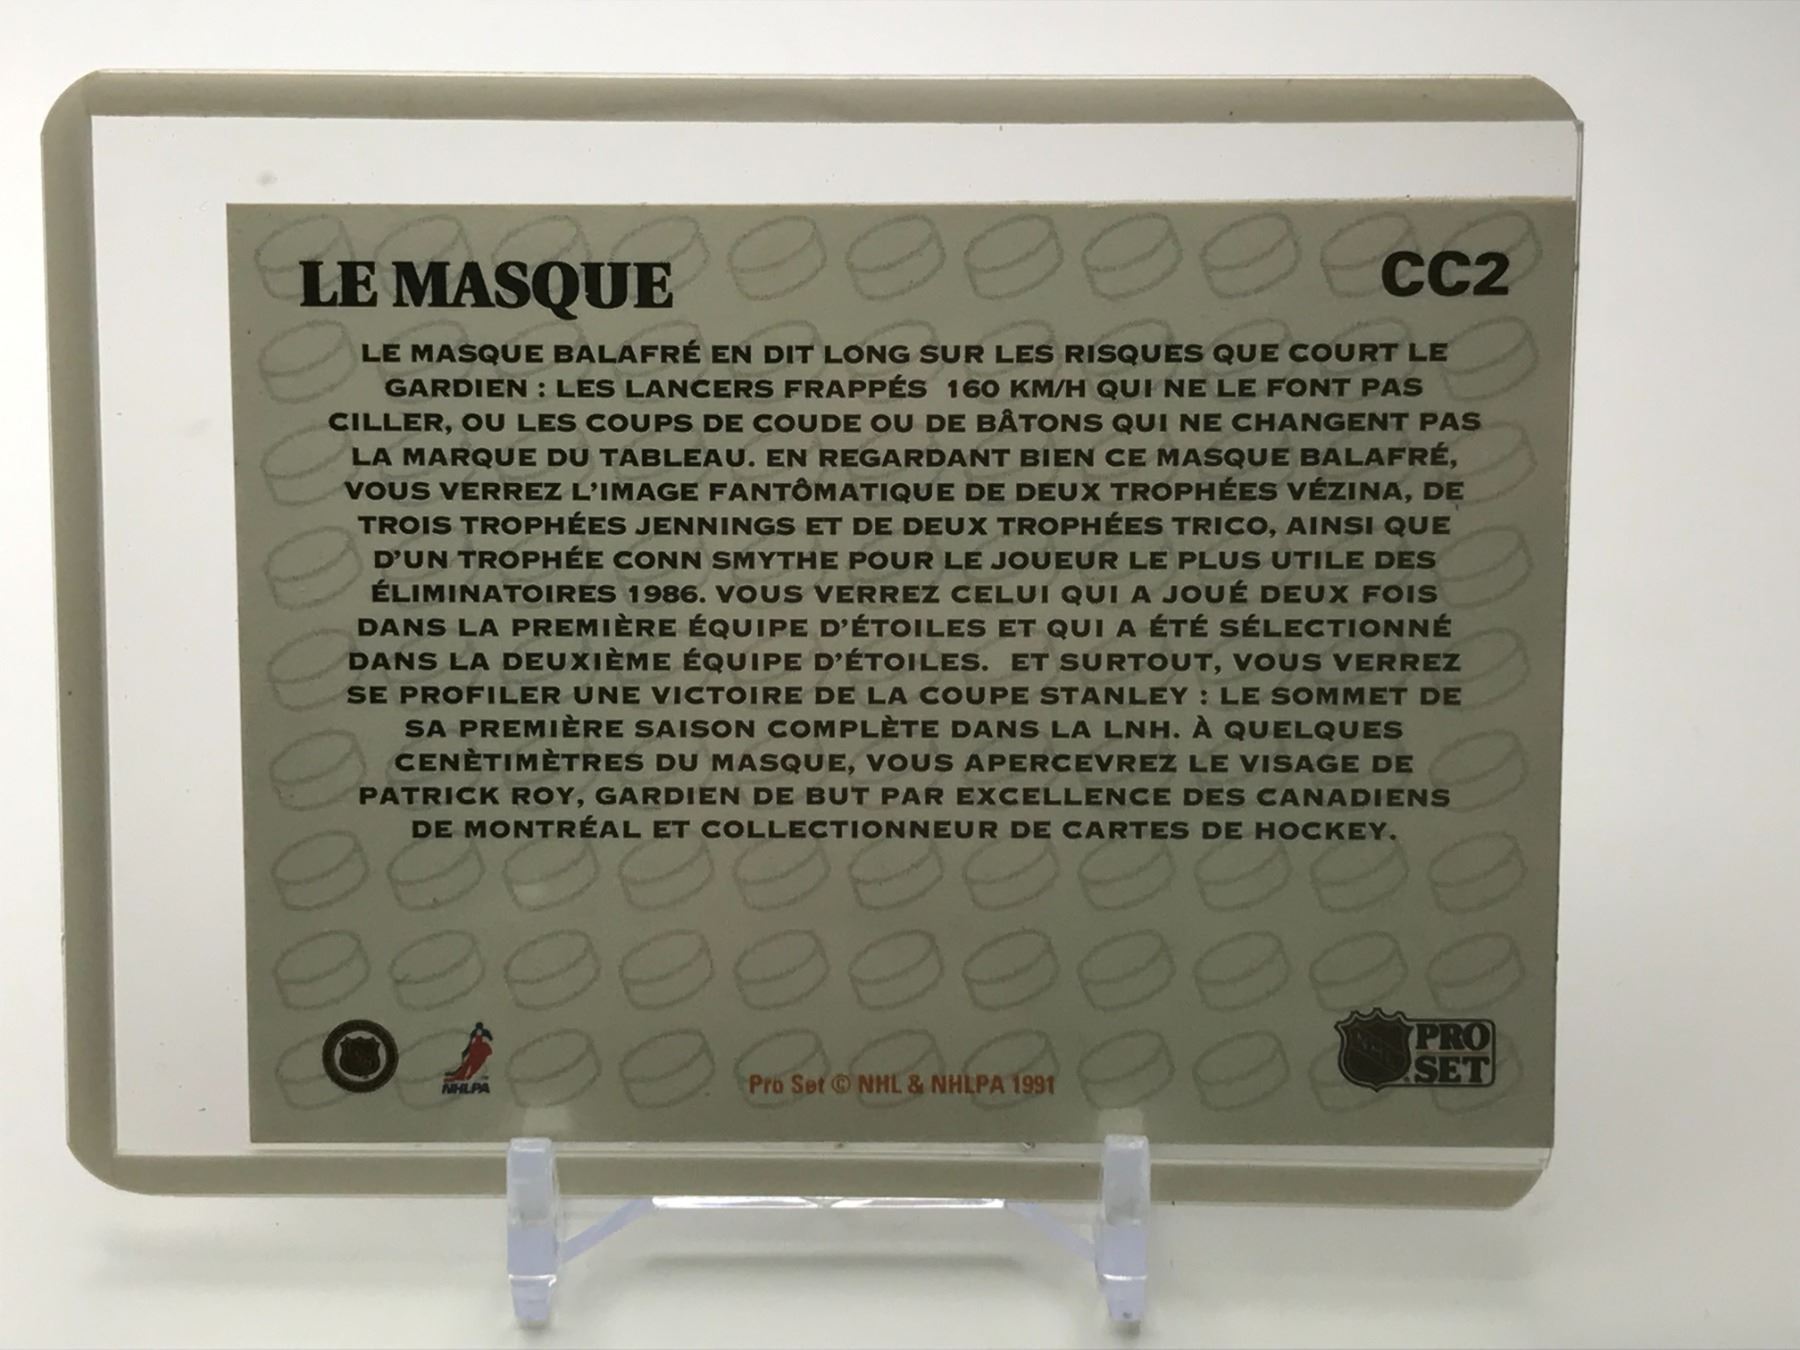 LE MASQUE
CC2
LE MASQUE BALAFRÉ EN DIT LONG SUR LES RISQUES QUE COURT LE
GARDIEN : LES LANCERS FRAPPÉS 160 KM/H QUI NE LE FONT PAS
CILLER, OU LES COUPS DE COUDE OU DE BÂTONS QUI NE CHANGENT PAS
LA MARQUE DU TABLEAU. EN REGARDANT BIEN CE MASQUE BALAFRÉ,
VOUS VERREZ L'IMAGE FANTÔMATIQUE DE DEUX TROPHÉES VÉZINA, DE
TROIS TROPHÉES JENNINGS ET DE DEUX TROPHÉES TRICO, AINSI QUE
D'UN TROPHÉE CONN SMYTHE POUR LE JOUEUR LE PLUS UTILE DES
ÉLIMINATOIRES 1986. VOUS VERREZ CELUI QUI A JOUÉ DEUX FOIS
DANS LA PREMIÈRE ÉQUIPE D'ÉTOILES ET QUI A ÉTÉ SÉLECTIONNÉ
DANS LA DEUXIÈME ÉQUIPE D'ÉTOILES. ET SURTOUT, VOUS VERREZ
SE PROFILER UNE VICTOIRE DE LA COUPE STANLEY : LE SOMMET DE
SA PREMIÈRE SAISON COMPLÈTE DANS LA LNH. À QUELQUES
CENÈTIMÈTRES DU MASQUE, VOUS APERCEVREZ LE VISAGE DE
PATRICK ROY, GARDIEN DE BUT PAR EXCELLENCE DES CANADIENS
DE MONTRÉAL ET COLLECTIONNEUR DE CARTES DE HOCKEY.
NHLPA
Pro Set © NHL & NHLPA 1991
NHL PRO SET